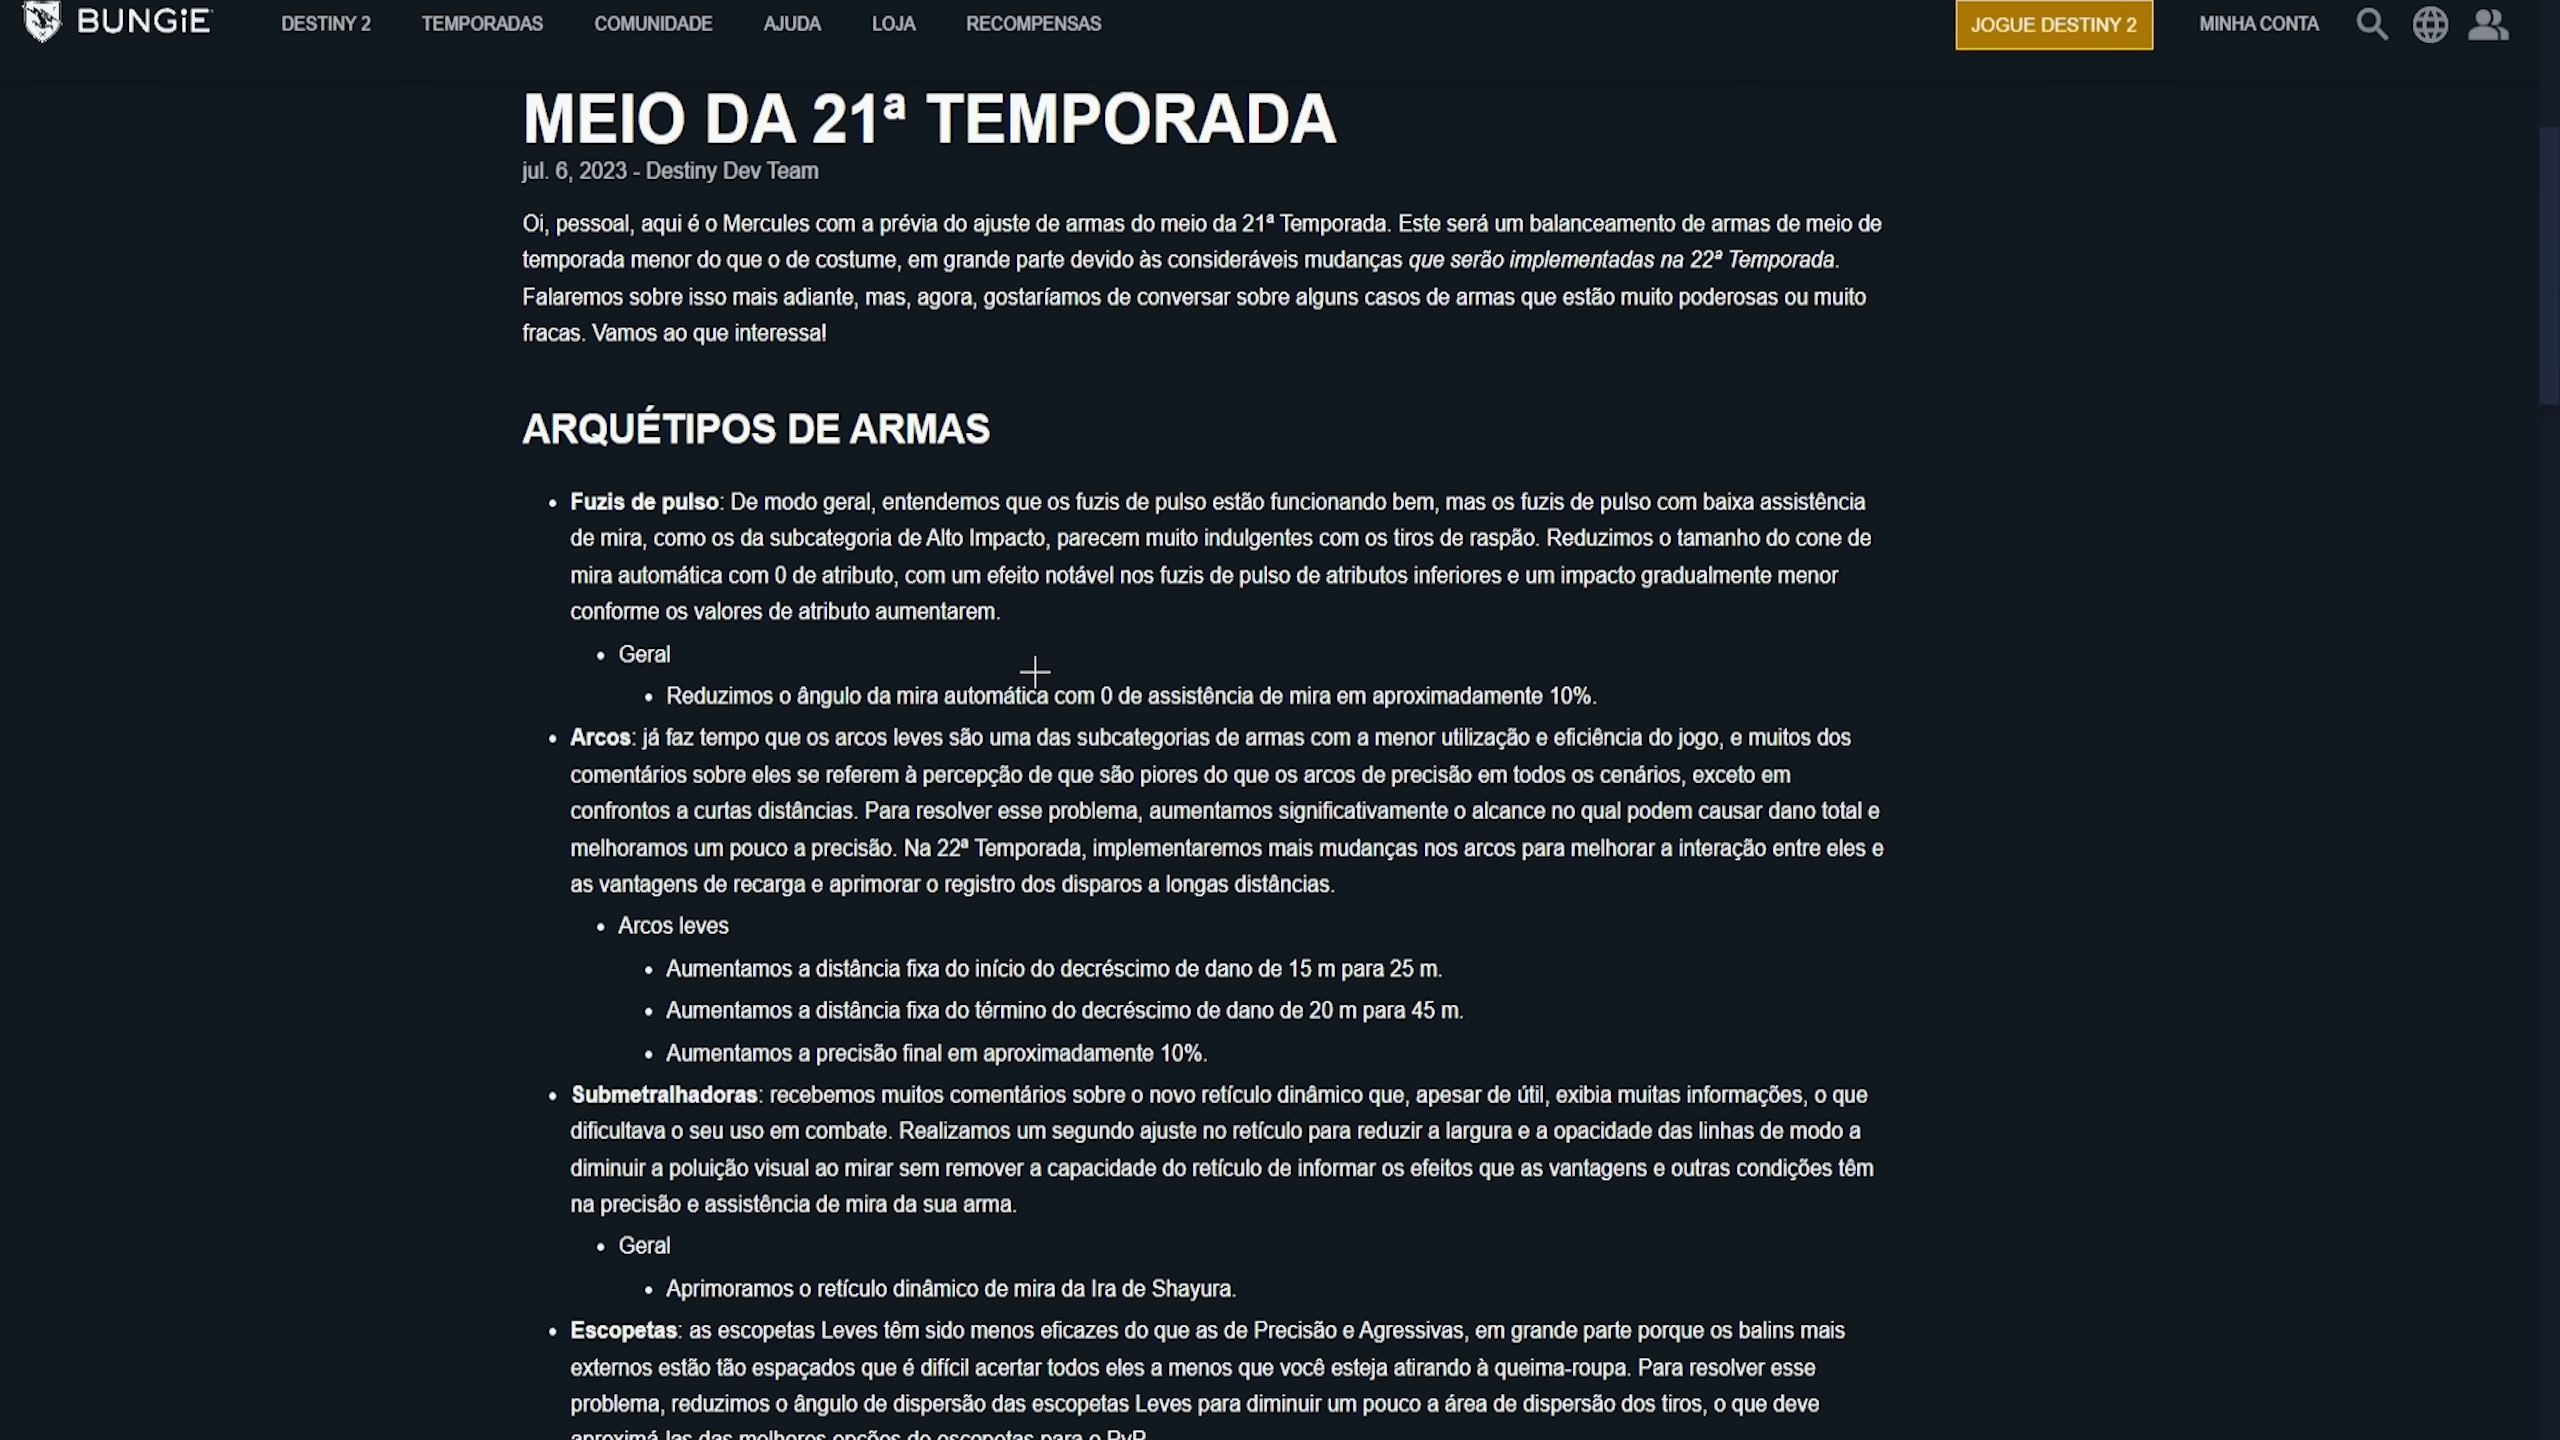 BUNGiE
DESTINY 2
TEMPORADAS
COMUNIDADE
AJUDA
LOJA
RECOMPENSAS
JOGUE DESTINY 2
MINHA CONTA
MEIO DA 21ª TEMPORADA
jul. 6, 2023 - Destiny Dev Team
Oi, pessoal, aqui é o Mercules com a prévia do ajuste de armas do meio da 21ª Temporada. Este será um balanceamento de armas de meio de
temporada menor do que o de costume, em grande parte devido às consideráveis mudanças que serão implementadas na 22ª Temporada.
Falaremos sobre isso mais adiante, mas, agora, gostaríamos de conversar sobre alguns casos de armas que estão muito poderosas ou muito
fracas. Vamos ao que interessa!
ARQUÉTIPOS DE ARMAS
• Fuzis de pulso: De modo geral, entendemos que os fuzis de pulso estão funcionando bem, mas os fuzis de pulso com baixa assistência
de mira, como os da subcategoria de Alto Impacto, parecem muito indulgentes com os tiros de raspão. Reduzimos o tamanho do cone de
mira automática com 0 de atributo, com um efeito notável nos fuzis de pulso de atributos inferiores e um impacto gradualmente menor
conforme os valores de atributo aumentarem.
• Geral
• Reduzimos o ângulo da mira automática com 0 de assistência de mira em aproximadamente 10%.
• Arcos: já faz tempo que os arcos leves são uma das subcategorias de armas com a menor utilização e eficiência do jogo, e muitos dos
comentários sobre eles se referem à percepção de que são piores do que os arcos de precisão em todos os cenários, exceto em
confrontos a curtas distâncias. Para resolver esse problema, aumentamos significativamente o alcance no qual podem causar dano total e
melhoramos um pouco a precisão. Na 22ª Temporada, implementaremos mais mudanças nos arcos para melhorar a interação entre eles e
as vantagens de recarga e aprimorar o registro dos disparos a longas distâncias.
• Arcos leves
• Aumentamos a distância fixa do início do decréscimo de dano de 15 m para 25 m.
• Aumentamos a distância fixa do término do decréscimo de dano de 20 m para 45 m.
• Aumentamos a precisão final em aproximadamente 10%.
• Submetralhadoras: recebemos muitos comentários sobre o novo retículo dinâmico que, apesar de útil, exibia muitas informações, o que
dificultava o seu uso em combate. Realizamos um segundo ajuste no retículo para reduzir a largura e a opacidade das linhas de modo a
diminuir a poluição visual ao mirar sem remover a capacidade do retículo de informar os efeitos que as vantagens e outras condições têm
na precisão e assistência de mira da sua arma.
• Geral
• Aprimoramos o retículo dinâmico de mira da Ira de Shayura.
• Escopetas: as escopetas Leves têm sido menos eficazes do que as de Precisão e Agressivas, em grande parte porque os balins mais
externos estão tão espaçados que é difícil acertar todos eles a menos que você esteja atirando à queima-roupa. Para resolver esse
problema, reduzimos o ângulo de dispersão das escopetas Leves para diminuir um pouco a área de dispersão dos tiros, o que deve
aproximá-las das melhores opções de escopetas para o PvP.